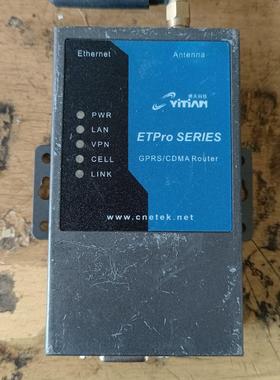 Ethernet
Antenna
YiTiAN
ETPro SERIES
GPRS/CDMA Router
PWR
LAN
VPN
CELL
LINK
www.cnetek.net